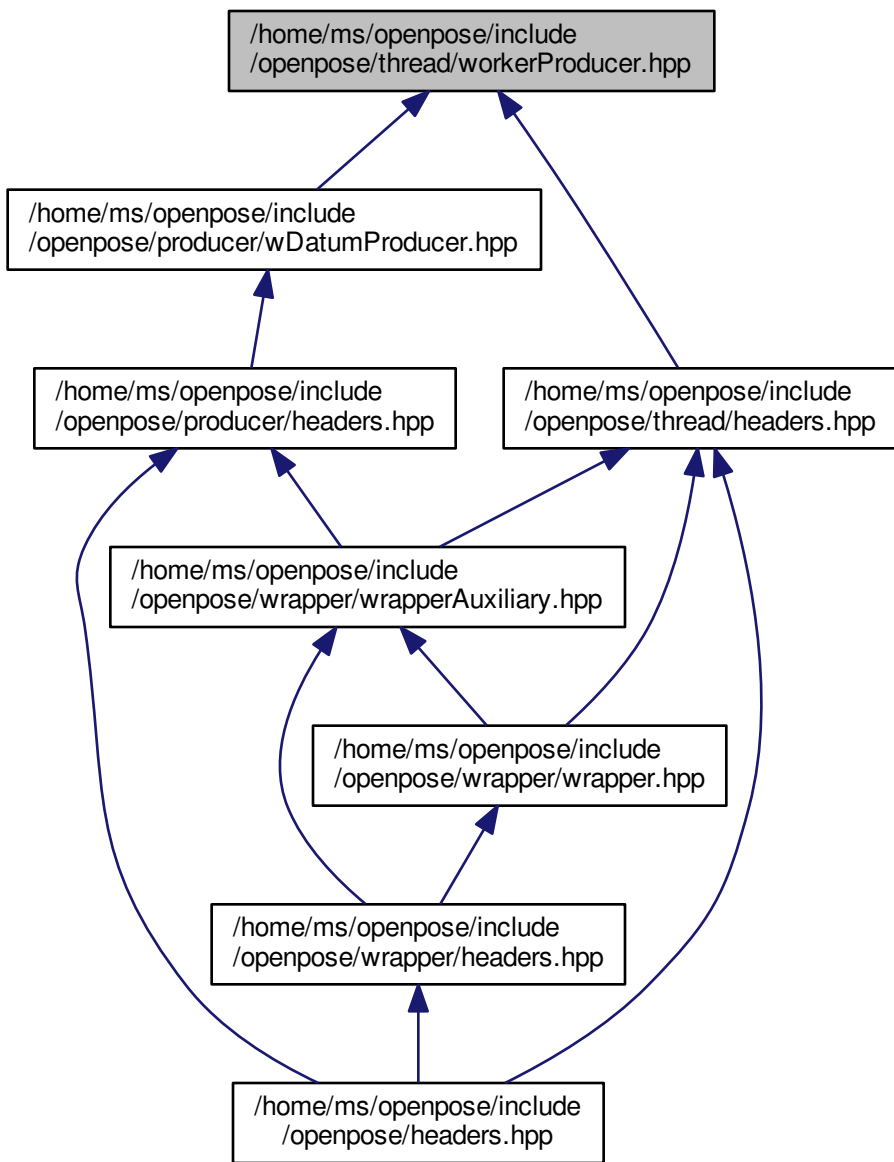 /home/ms/openpose/include
/openpose/thread/workerProducer.hpp
/home/ms/openpose/include
/openpose/producer/wDatumProducer.hpp
/home/ms/openpose/include
/openpose/producer/headers.hpp
/home/ms/openpose/include
/openpose/thread/headers.hpp
/home/ms/openpose/include
/openpose/wrapper/wrapperAuxiliary.hpp
/home/ms/openpose/include
/openpose/wrapper/wrapper.hpp
/home/ms/openpose/include
/openpose/wrapper/headers.hpp
/home/ms/openpose/include
/openpose/headers.hpp